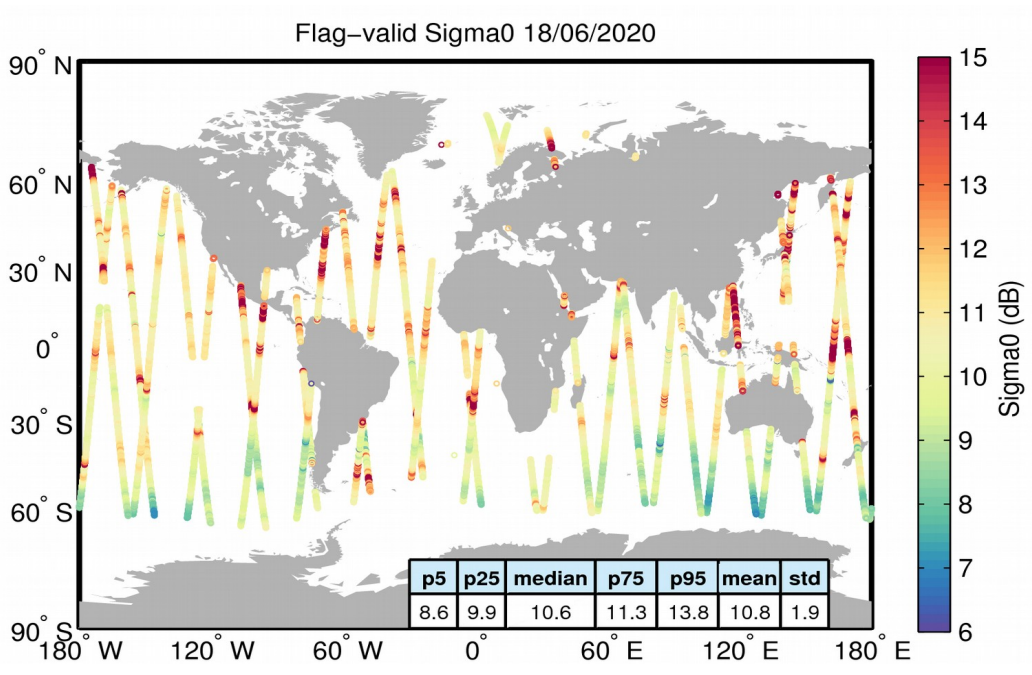 Flag-valid Sigma0 18/06/2020
90° N
60° N
30° N
0°
30° S
60° S
90° S
180° W 120° W 60° W 0° 60° E 120° E 180° E
p5 p25 median p75 p95 mean std
8.6 9.9 10.6 11.3 13.8 10.8 1.9
15
14
13
12
11
10
9
8
7
6
Sigma0 (dB)